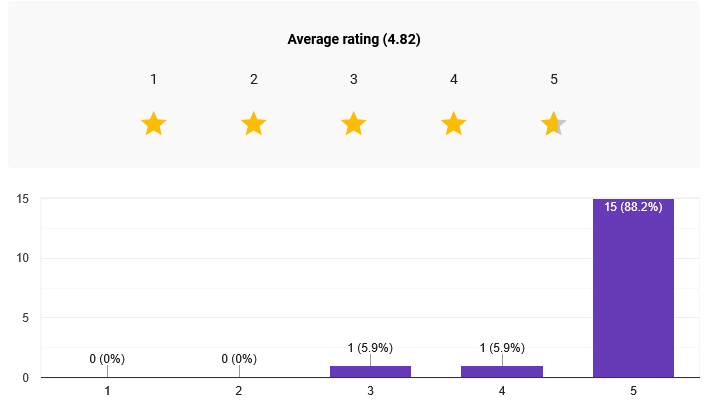 Average rating (4.82)
1 2 3 4 5
15
15 (88.2%)
10
5
1 (5.9%) 1 (5.9%)
0 (0%) 0 (0%)
0
1 2 3 4 5